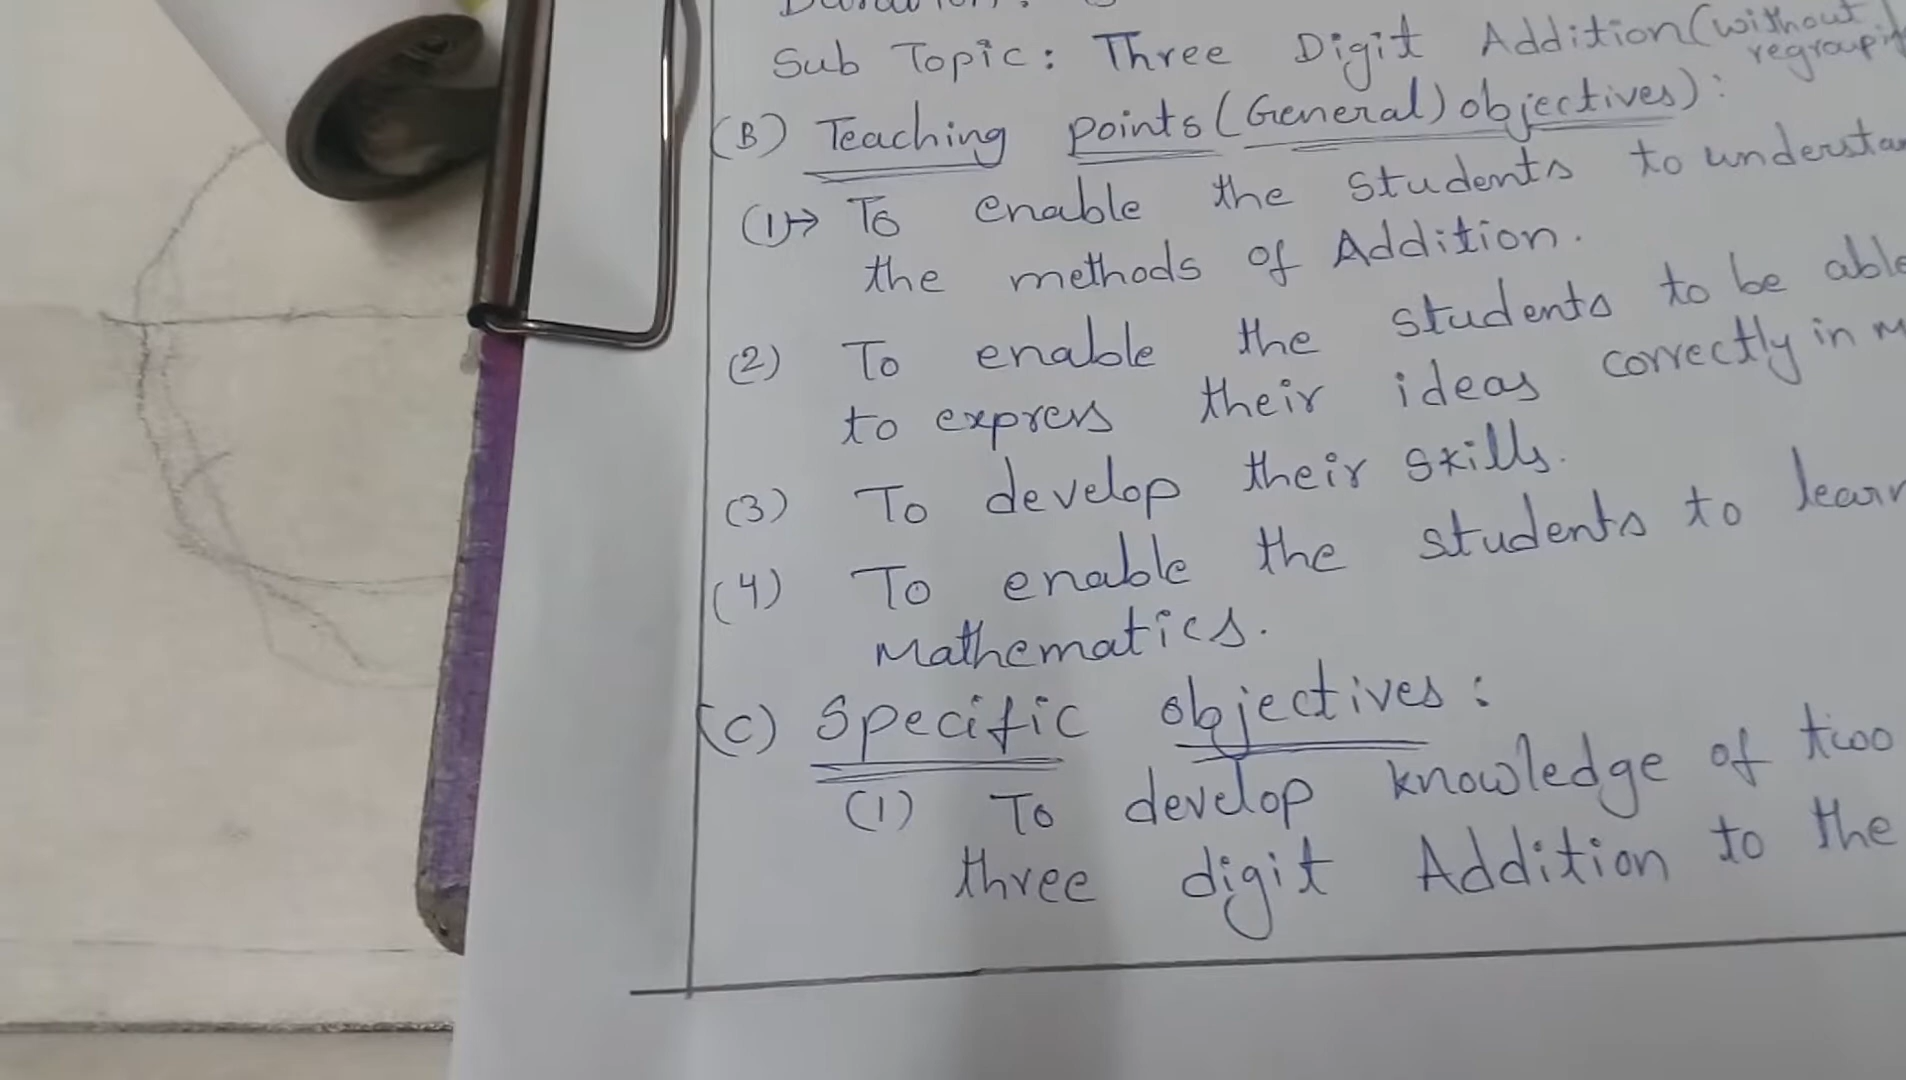 Sub Topic: Three Digit Addition (without
regrouping
(B) Teaching points (General) objectives):
(1)→ To enable the students to understan
the methods of Addition.
(2) To enable the students to be able
to express their ideas correctly in m
(3) To develop their skills.
(4) To enable the students to learn
Mathematics.
(C) Specific objectives:
(1) To develop knowledge of two
three digit Addition to the